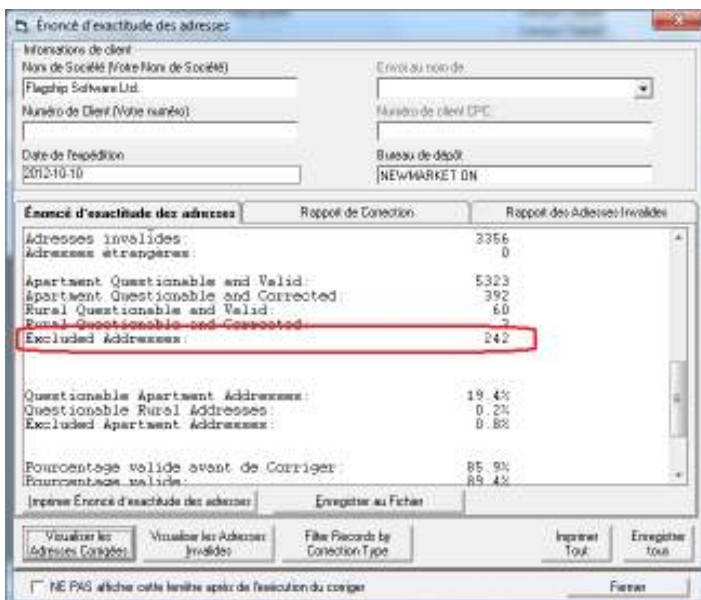 Énoncé d'exactitude des adresses
Informations de client
Nom de Société (Votre Nom de Société)
Envoi au nom de
Flagship Software Ltd.
Numéro de Client (Votre numéro)
Numéro de client CPC
Date de l'expédition
Bureau de dépôt
2012-10-10
NEWMARKET ON
Énoncé d'exactitude des adresses
Rapport de Correction
Rapport des Adresses Invalides
Adresses invalides: 3356
Adresses étrangères: 0
Apartment Questionable and Valid: 5323
Apartment Questionable and Corrected: 392
Rural Questionable and Valid: 60
Rural Questionable and Corrected:
Excluded Addresses: 242
Questionable Apartment Addresses: 19.4%
Questionable Rural Addresses: 0.2%
Excluded Apartment Addresses: 0.8%
Pourcentage valide avant de Corriger: 85.9%
Pourcentage valide: 89.4%
Imprimer Énoncé d'exactitude des adresses
Enregistrer au Fichier
Visualiser les Adresses Corrigées
Visualiser les Adresses Invalides
Filter Records by Correction Type
Imprimer Tout
Enregistrer tous
NE PAS afficher cette fenêtre après de l'exécution du corriger
Fermer